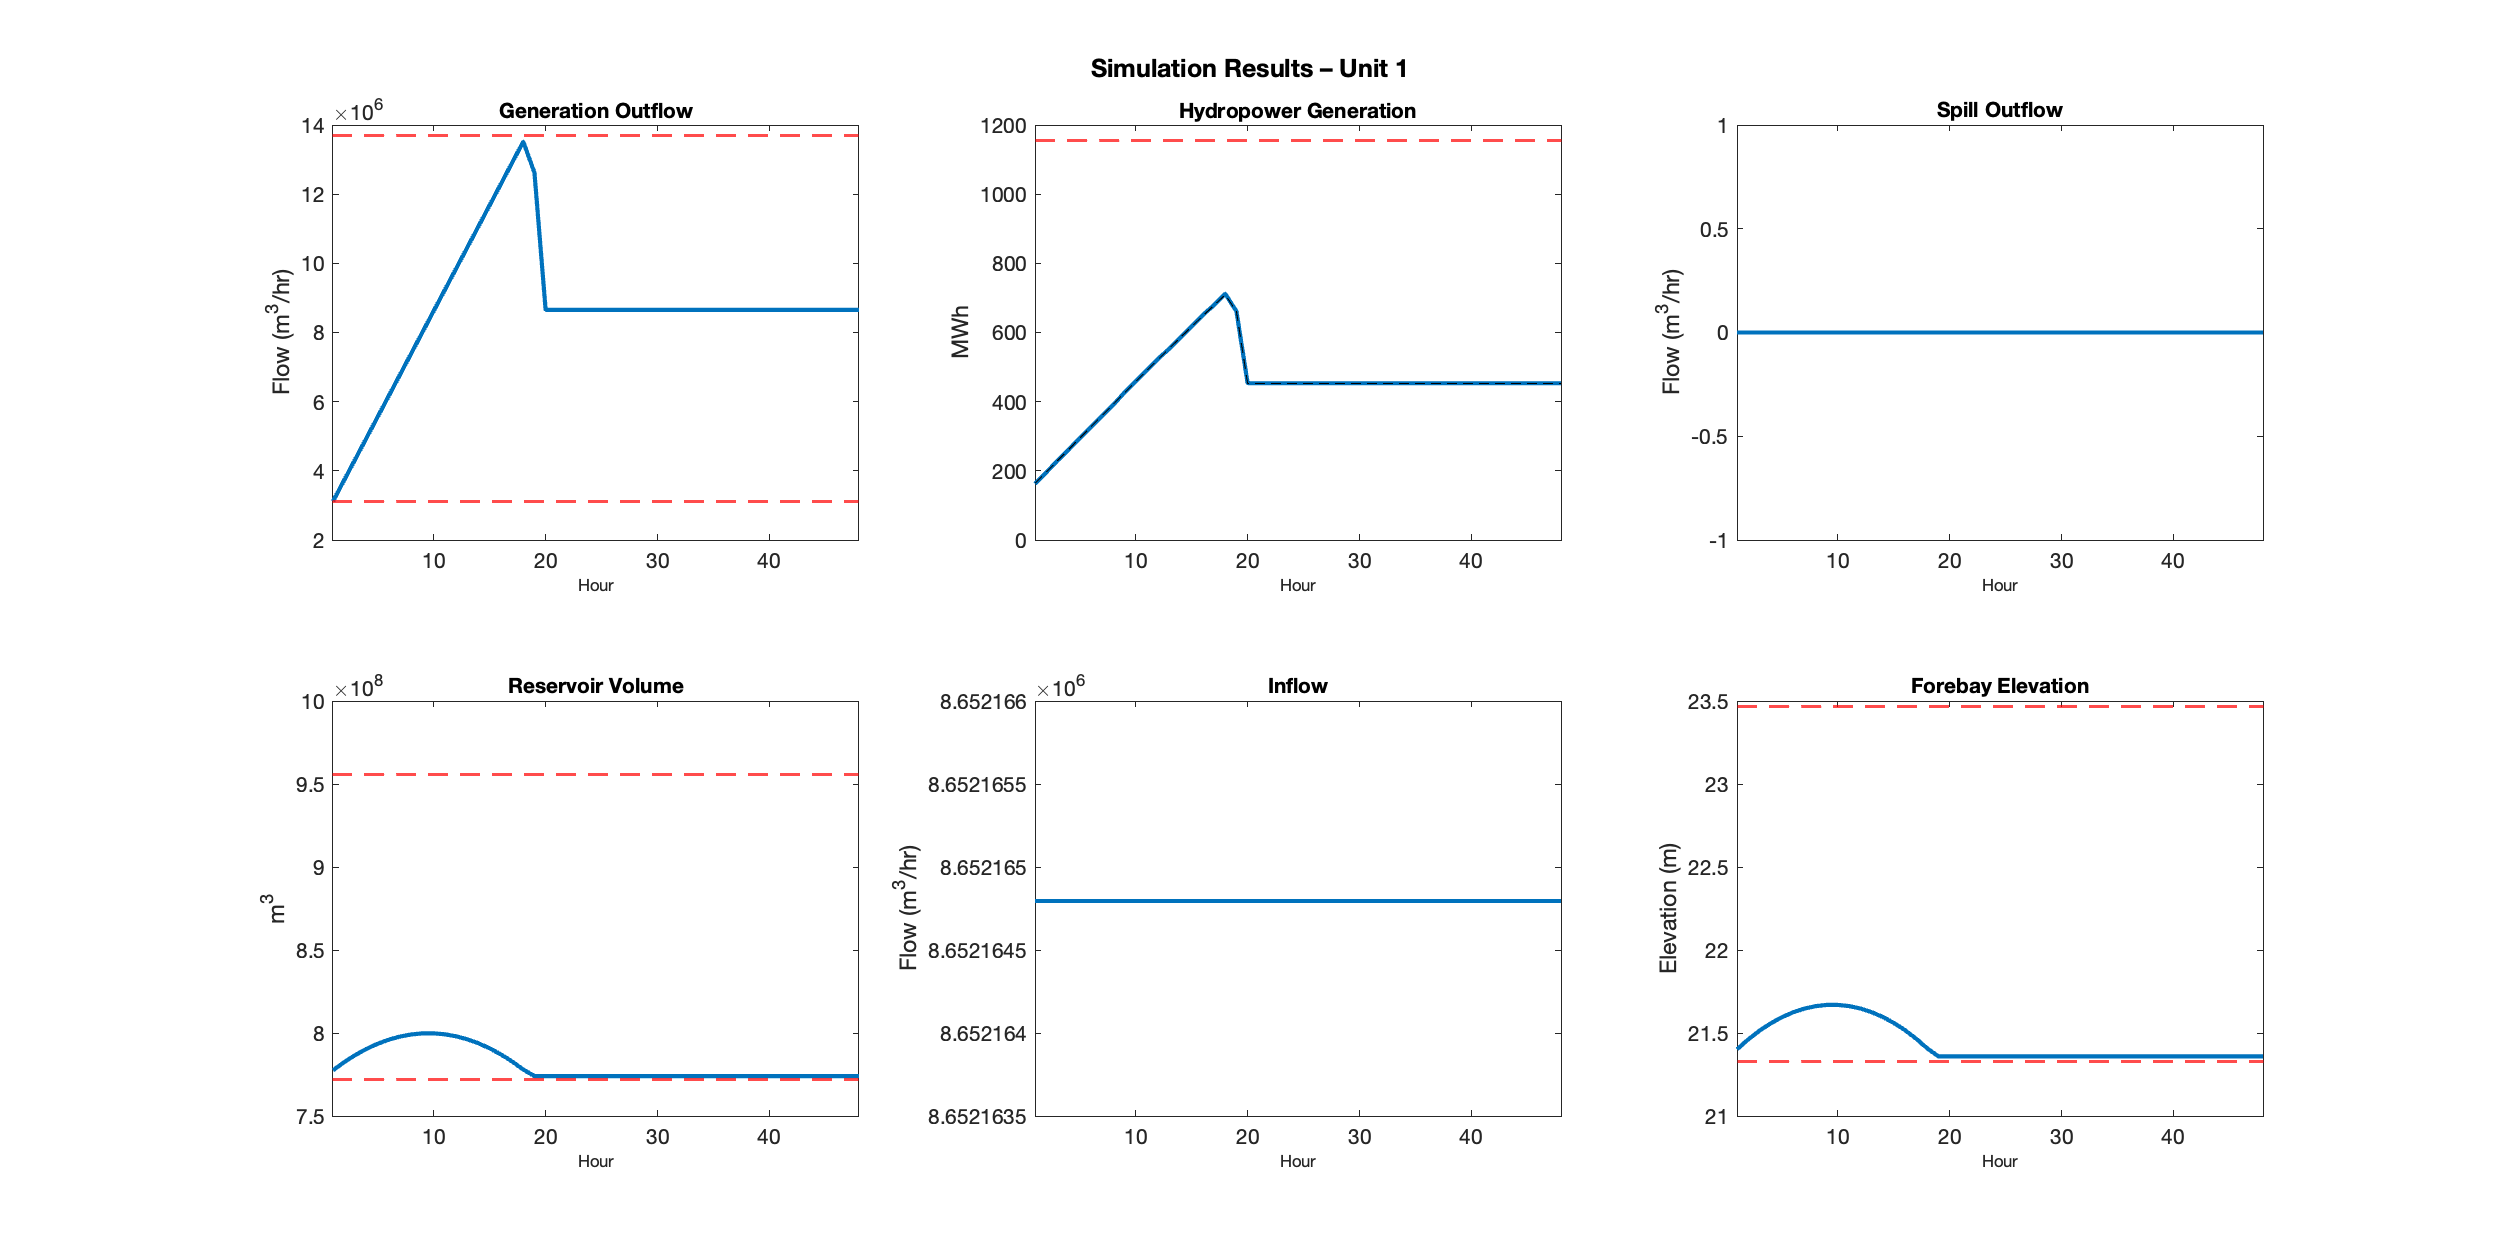 Simulation Results – Unit 1
Generation Outflow
×10^6
14
12
10
8
6
4
2
Flow (m^3/hr)
10 20 30 40
Hour
Hydropower Generation
1200
1000
800
600
400
200
0
MWh
10 20 30 40
Hour
Spill Outflow
1
0.5
0
-0.5
-1
Flow (m^3/hr)
10 20 30 40
Hour
Reservoir Volume
×10^8
10
9.5
9
8.5
8
7.5
m^3
10 20 30 40
Hour
Inflow
×10^6
8.652166
8.6521655
8.652165
8.6521645
8.652164
8.6521635
Flow (m^3/hr)
10 20 30 40
Hour
Forebay Elevation
23.5
23
22.5
22
21.5
21
Elevation (m)
10 20 30 40
Hour